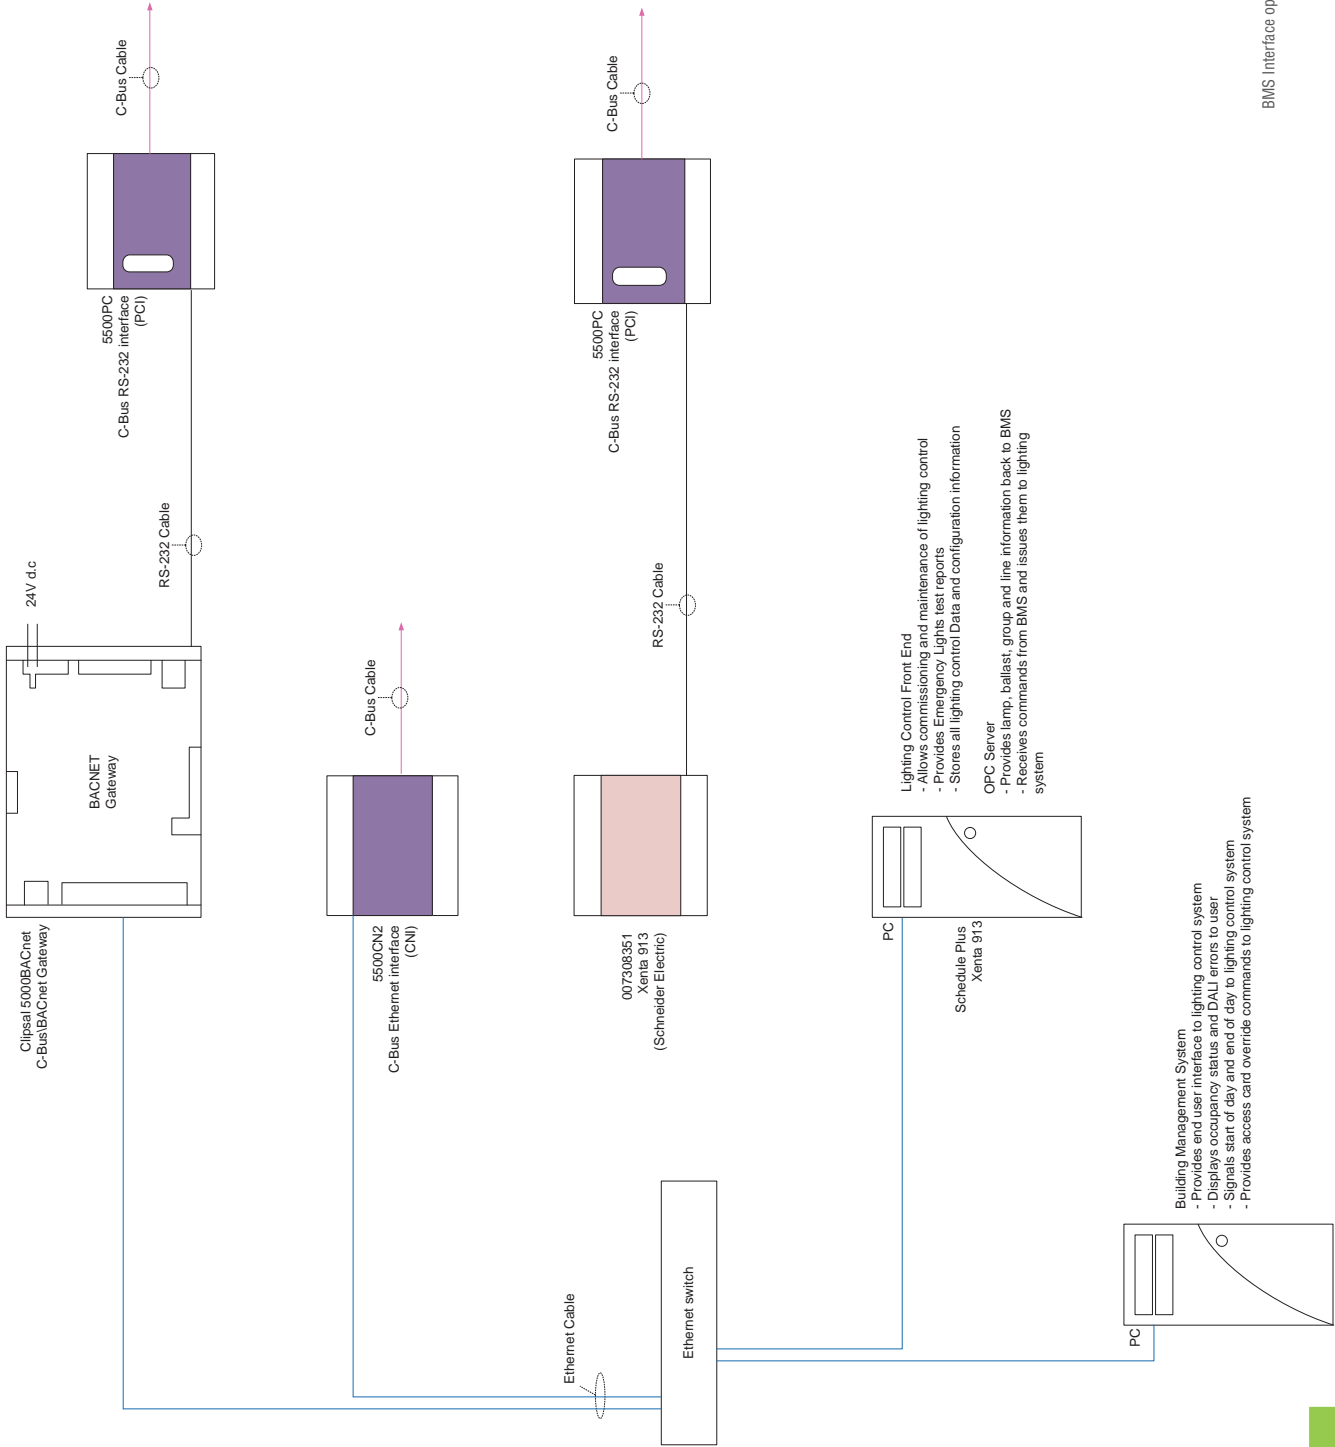 BMS Interface op
Clipsal 5000BACnet
C-Bus\BACnet Gateway
BACNET
Gateway
24V d.c
RS-232 Cable
5500PC
C-Bus RS-232 interface
(PCI)
C-Bus Cable
5500CN2
C-Bus Ethernet interface
(CNI)
C-Bus Cable
007308351
Xenta 913
(Schneider Electric)
RS-232 Cable
5500PC
C-Bus RS-232 interface
(PCI)
C-Bus Cable
Ethernet Cable
Ethernet switch
PC
Schedule Plus
Xenta 913
Lighting Control Front End
- Allows commissioning and maintenance of lighting control
- Provides Emergency Lights test reports
- Stores all lighting control Data and configuration information
OPC Server
- Provides lamp, ballast, group and line information back to BMS
- Receives commands from BMS and issues them to lighting
system
PC
Building Management System
- Provides end user interface to lighting control system
- Displays occupancy status and DALI errors to user
- Signals start of day and end of day to lighting control system
- Provides access card override commands to lighting control system